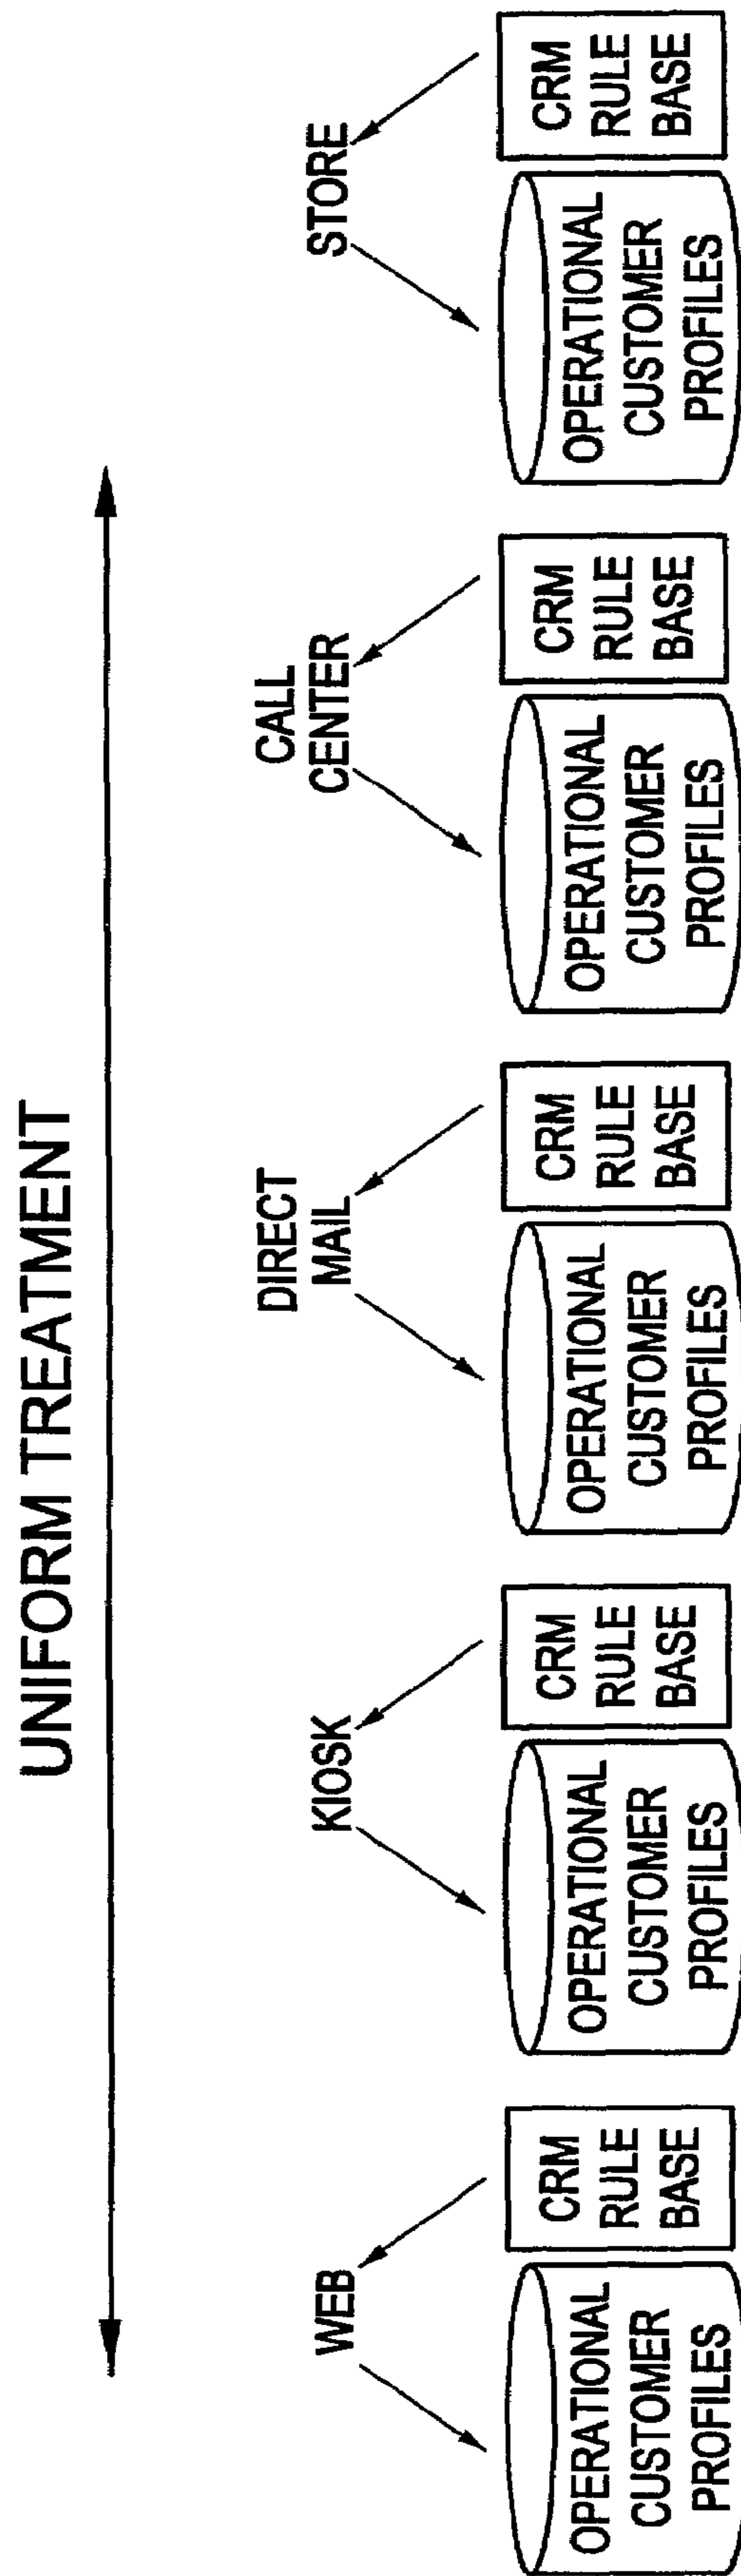 UNIFORM TREATMENT
WEB
KIOSK
DIRECT
MAIL
CALL
CENTER
STORE
OPERATIONAL
CUSTOMER
PROFILES
CRM
RULE
BASE
OPERATIONAL
CUSTOMER
PROFILES
CRM
RULE
BASE
OPERATIONAL
CUSTOMER
PROFILES
CRM
RULE
BASE
OPERATIONAL
CUSTOMER
PROFILES
CRM
RULE
BASE
OPERATIONAL
CUSTOMER
PROFILES
CRM
RULE
BASE